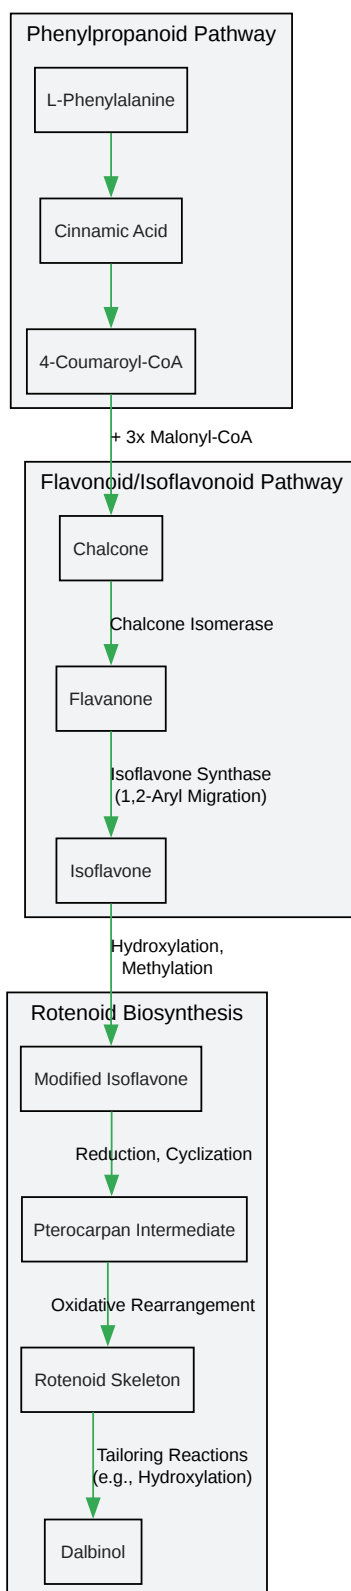 Phenylpropanoid Pathway
L-Phenylalanine
Cinnamic Acid
4-Coumaroyl-CoA
+ 3x Malonyl-CoA
Flavonoid/Isoflavonoid Pathway
Chalcone
Chalcone Isomerase
Flavanone
Isoflavone Synthase
(1,2-Aryl Migration)
Isoflavone
Hydroxylation,
Methylation
Rotenoid Biosynthesis
Modified Isoflavone
Reduction, Cyclization
Pterocarpan Intermediate
Oxidative Rearrangement
Rotenoid Skeleton
Tailoring Reactions
(e.g., Hydroxylation)
Dalbinol